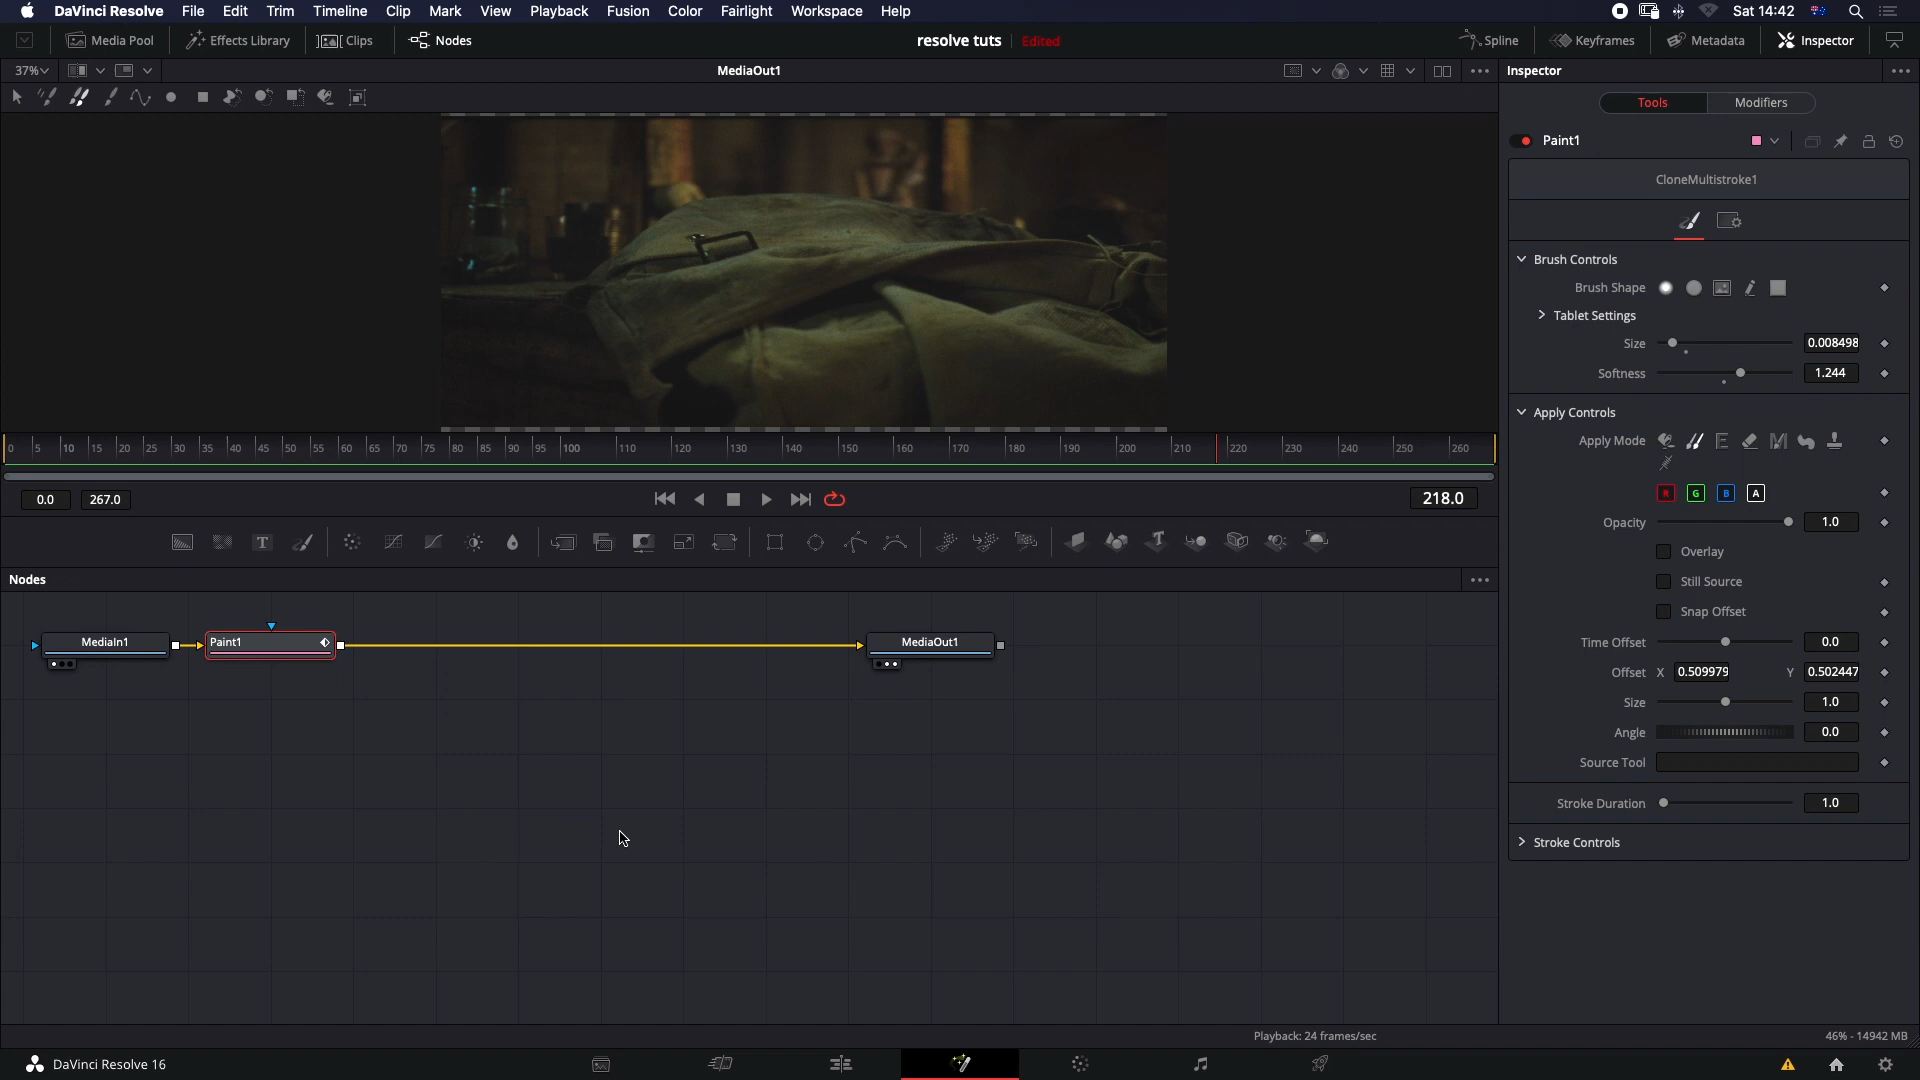 DaVinci Resolve File Edit Trim Timeline Clip Mark View Playback Fusion Color Fairlight Workspace Help Sat 14:42
Media Pool Effects Library Clips Nodes resolve tuts Edited Spline Keyframes Metadata Inspector
37% MediaOut1 Inspector
Tools Modifiers
Paint1
CloneMultistroke1
Brush Controls
Brush Shape
Tablet Settings
Size 0.008498
Softness 1.244
Apply Controls
Apply Mode
R G B A
Opacity 1.0
Overlay
Still Source
Snap Offset
Time Offset 0.0
Offset X 0.509979 Y 0.502447
Size 1.0
Angle 0.0
Source Tool
Stroke Duration 1.0
Stroke Controls
0 5 10 15 20 25 30 35 40 45 50 55 60 65 70 75 80 85 90 95 100 110 120 130 140 150 160 170 180 190 200 210 220 230 240 250 260
0.0 267.0 218.0
Nodes
MediaIn1 Paint1 MediaOut1
Playback: 24 frames/sec 46% - 14942 MB
DaVinci Resolve 16